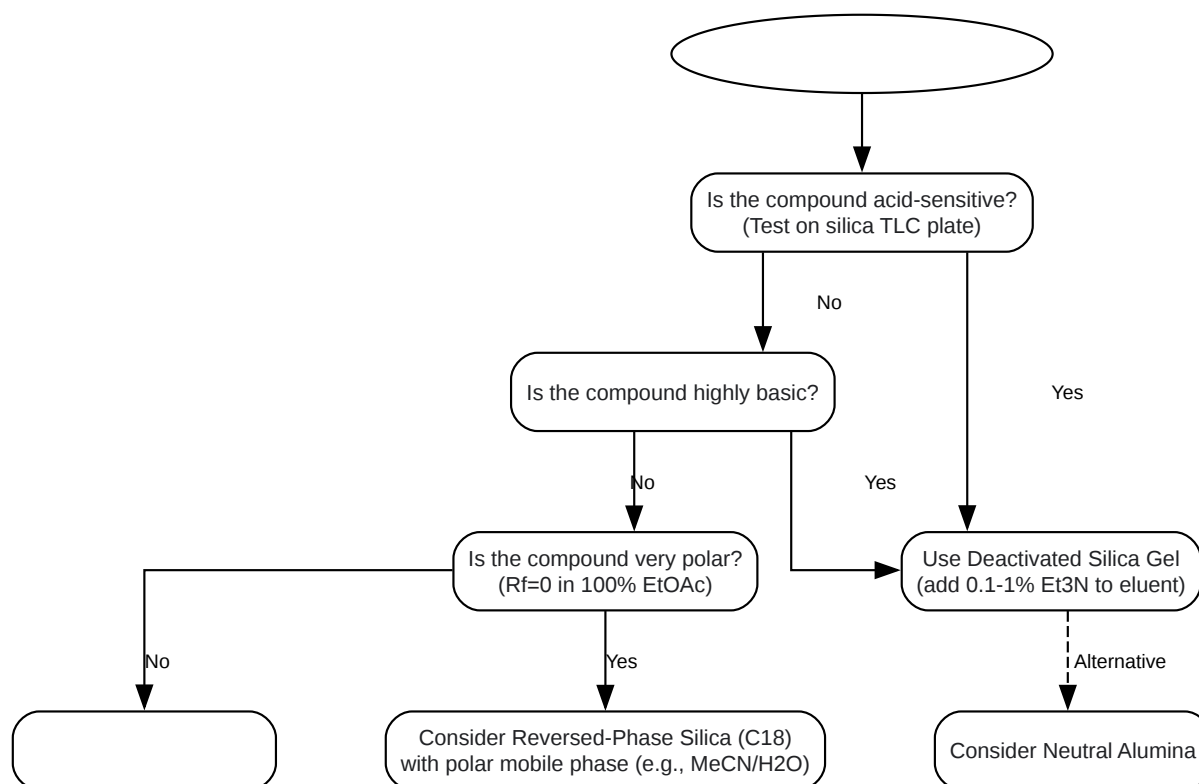 Is the compound acid-sensitive?
(Test on silica TLC plate)
No
Is the compound highly basic?
Yes
No
Yes
Is the compound very polar?
(Rf=0 in 100% EtOAc)
Use Deactivated Silica Gel
(add 0.1-1% Et3N to eluent)
No
Yes
Alternative
Consider Reversed-Phase Silica (C18)
with polar mobile phase (e.g., MeCN/H2O)
Consider Neutral Alumina